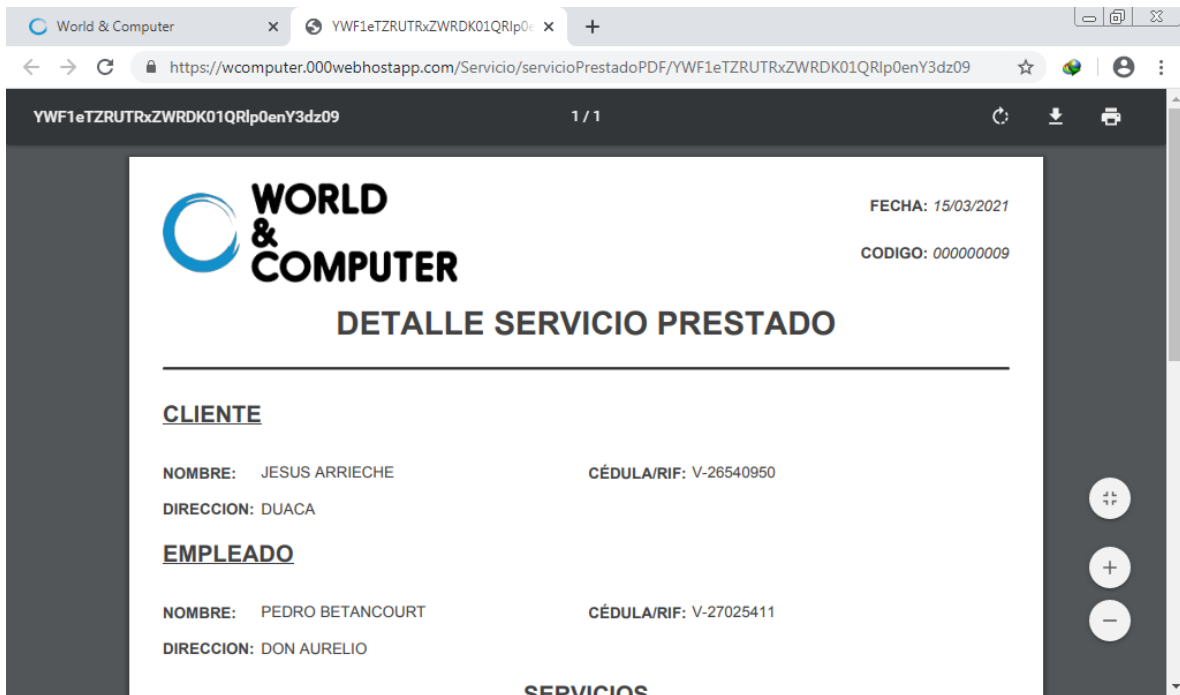 World & Computer
YWF1eTZRUTRxZWRDK01QRlp0e
https://wcomputer.000webhostapp.com/Servicio/servicioPrestadoPDF/YWF1eTZRUTRxZWRDK01QRlp0enY3dz09
YWF1eTZRUTRxZWRDK01QRlp0enY3dz09 1 / 1
WORLD
&
COMPUTER
FECHA: 15/03/2021
CODIGO: 000000009
DETALLE SERVICIO PRESTADO
CLIENTE
NOMBRE: JESUS ARRIECHE CÉDULA/RIF: V-26540950
DIRECCION: DUACA
EMPLEADO
NOMBRE: PEDRO BETANCOURT CÉDULA/RIF: V-27025411
DIRECCION: DON AURELIO
SERVICIOS